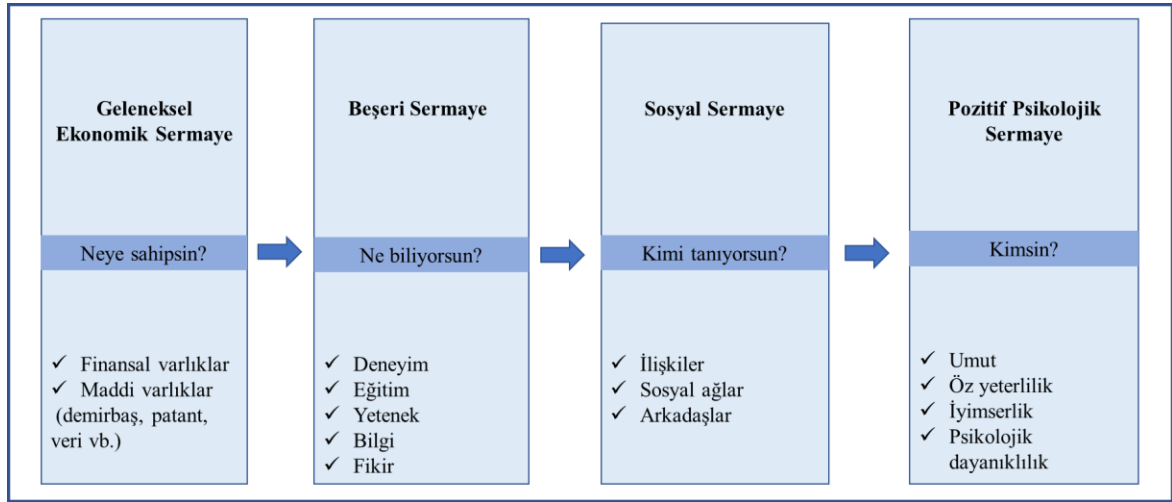 Geleneksel
Ekonomik Sermaye
Neye sahipsin?
✓ Finansal varlıklar
✓ Maddi varlıklar
(demirbaş, patant,
veri vb.)
Beşeri Sermaye
Ne biliyorsun?
✓ Deneyim
✓ Eğitim
✓ Yetenek
✓ Bilgi
✓ Fikir
Sosyal Sermaye
Kimi tanıyorsun?
✓ İlişkiler
✓ Sosyal ağlar
✓ Arkadaşlar
Pozitif Psikolojik
Sermaye
Kimsin?
✓ Umut
✓ Öz yeterlilik
✓ İyimserlik
✓ Psikolojik
dayanıklılık